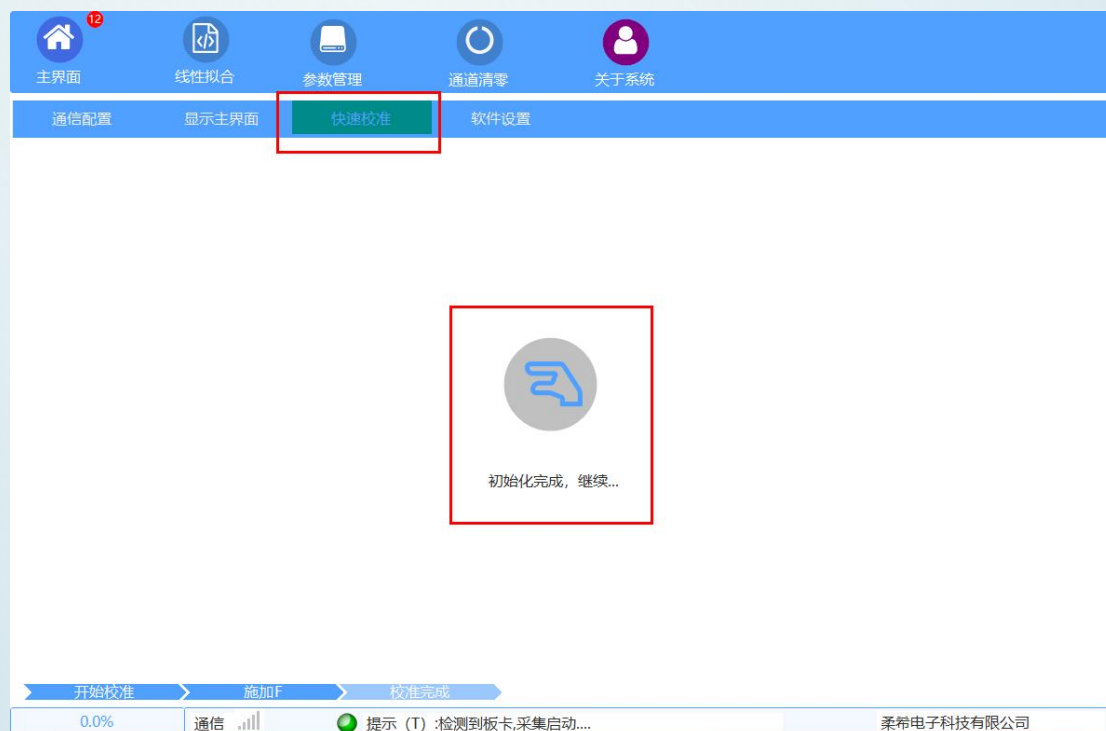 12
主界面 线性拟合 参数管理 通道清零 关于系统
通信配置 显示主界面 快速校准 软件设置
初始化完成，继续...
开始校准 施加F 校准完成
0.0% 通信 提示（T）:检测到板卡,采集启动.... 柔希电子科技有限公司